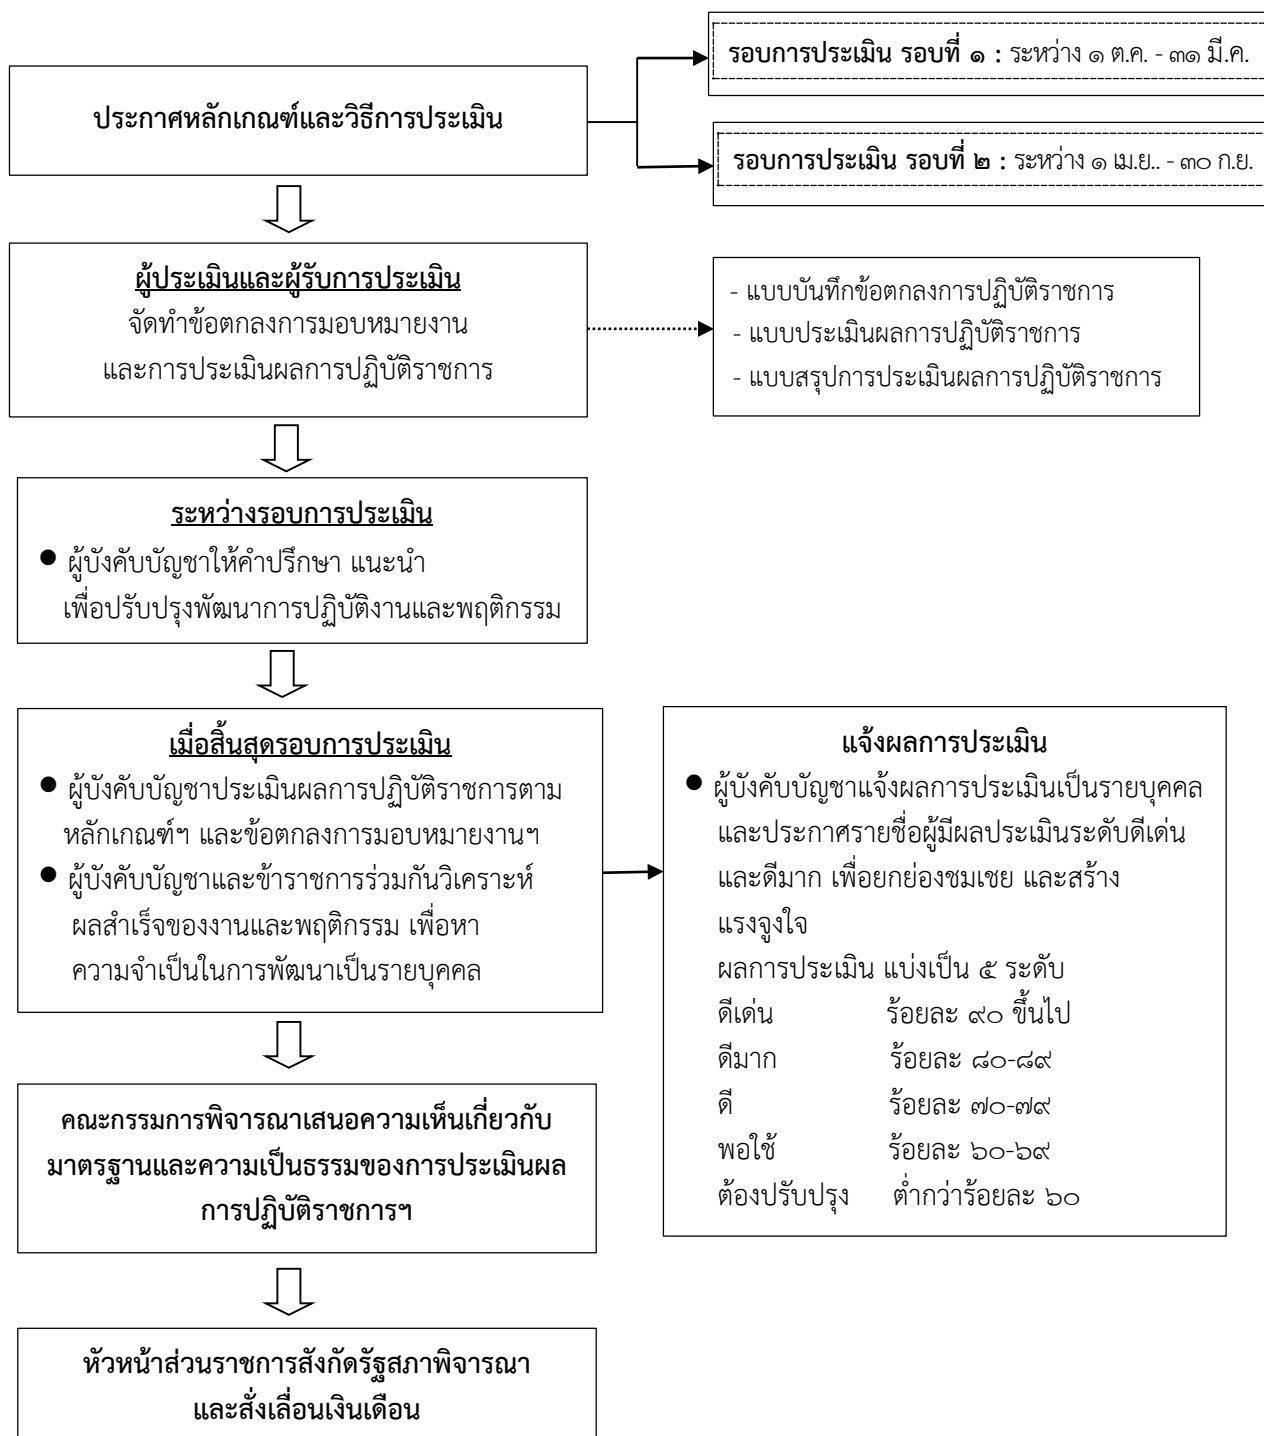 ประกาศหลักเกณฑ์และวิธีการประเมิน
รอบการประเมิน รอบที่ ๑ : ระหว่าง ๑ ต.ค. - ๓๑ มี.ค.
รอบการประเมิน รอบที่ ๒ : ระหว่าง ๑ เม.ย.. - ๓๐ ก.ย.
ผู้ประเมินและผู้รับการประเมิน
จัดทำข้อตกลงการมอบหมายงาน
และการประเมินผลการปฏิบัติราชการ
- แบบบันทึกข้อตกลงการปฏิบัติราชการ
- แบบประเมินผลการปฏิบัติราชการ
- แบบสรุปการประเมินผลการปฏิบัติราชการ
ระหว่างรอบการประเมิน
● ผู้บังคับบัญชาให้คำปรึกษา แนะนำ
เพื่อปรับปรุงพัฒนาการปฏิบัติงานและพฤติกรรม
เมื่อสิ้นสุดรอบการประเมิน
● ผู้บังคับบัญชาประเมินผลการปฏิบัติราชการตาม
หลักเกณฑ์ฯ และข้อตกลงการมอบหมายงานฯ
● ผู้บังคับบัญชาและข้าราชการร่วมกันวิเคราะห์
ผลสำเร็จของงานและพฤติกรรม เพื่อหา
ความจำเป็นในการพัฒนาเป็นรายบุคคล
แจ้งผลการประเมิน
● ผู้บังคับบัญชาแจ้งผลการประเมินเป็นรายบุคคล
และประกาศรายชื่อผู้มีผลประเมินระดับดีเด่น
และดีมาก เพื่อยกย่องชมเชย และสร้าง
แรงจูงใจ
ผลการประเมิน แบ่งเป็น ๕ ระดับ
ดีเด่น ร้อยละ ๙๐ ขึ้นไป
ดีมาก ร้อยละ ๘๐-๘๙
ดี ร้อยละ ๗๐-๗๙
พอใช้ ร้อยละ ๖๐-๖๙
ต้องปรับปรุง ต่ำกว่าร้อยละ ๖๐
คณะกรรมการพิจารณาเสนอความเห็นเกี่ยวกับ
มาตรฐานและความเป็นธรรมของการประเมินผล
การปฏิบัติราชการฯ
หัวหน้าส่วนราชการสังกัดรัฐสภาพิจารณา
และสั่งเลื่อนเงินเดือน